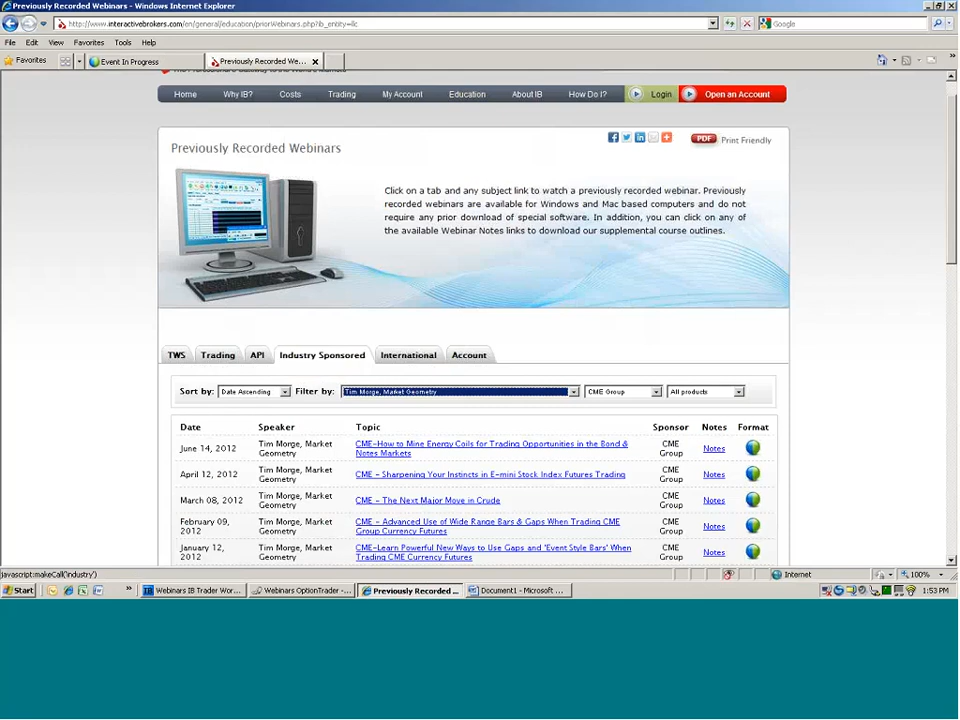 Previously Recorded Webinars - Windows Internet Explorer
http://www.interactivebrokers.com/en/general/education/priorWebinars.php?ib_entity=llc
Google
File Edit View Favorites Tools Help
Favorites
Event In Progress
Previously Recorded We...
Home Why IB? Costs Trading My Account Education About IB How Do I? Login Open an Account
Previously Recorded Webinars
PDF Print Friendly
Click on a tab and any subject link to watch a previously recorded webinar. Previously
recorded webinars are available for Windows and Mac based computers and do not
require any prior download of special software. In addition, you can click on any of
the available Webinar Notes links to download our supplemental course outlines.
TWS Trading API Industry Sponsored International Account
Sort by: Date Ascending Filter by: Tim Morge, Market Geometry CME Group All products
Date Speaker Topic Sponsor Notes Format
June 14, 2012 Tim Morge, Market Geometry CME-How to Mine Energy Coils for Trading Opportunities in the Bond & Notes Markets CME Group Notes
April 12, 2012 Tim Morge, Market Geometry CME - Sharpening Your Instincts in E-mini Stock Index Futures Trading CME Group Notes
March 08, 2012 Tim Morge, Market Geometry CME - The Next Major Move in Crude CME Group Notes
February 09, 2012 Tim Morge, Market Geometry CME - Advanced Use of Wide Range Bars & Gaps When Trading CME Group Currency Futures CME Group Notes
January 12, 2012 Tim Morge, Market Geometry CME-Learn Powerful New Ways to Use Gaps and 'Event Style Bars' When Trading CME Currency Futures CME Group Notes
javascript:makeCall('industry')
Internet
100%
Start
Webinars IB Trader Wor...
Webinars OptionTrader -...
Previously Recorded ...
Document1 - Microsoft ...
1:53 PM